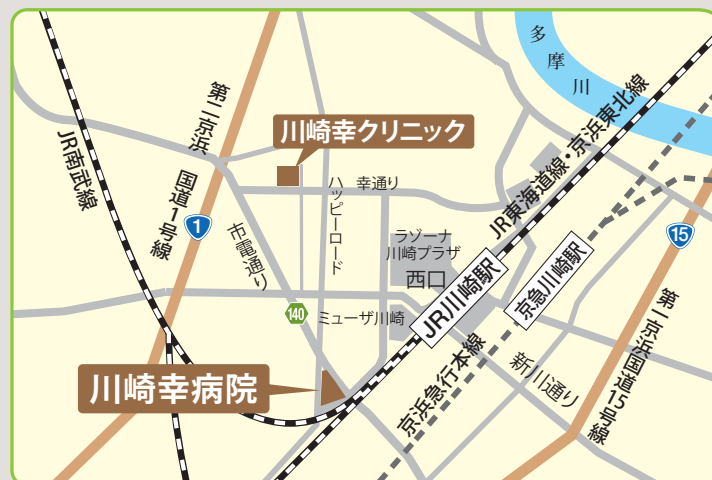 多摩川
第二京浜
国道1号線
JR南武線
川崎幸クリニック
JR東海道線・京浜東北線
幸通り
ハッピーロード
1
市電通り
ラゾーナ
川崎プラザ
西口
15
JR川崎駅
京急川崎駅
140
ミューザ川崎
川崎幸病院
京浜急行本線
新川通り
第一京浜国道15号線